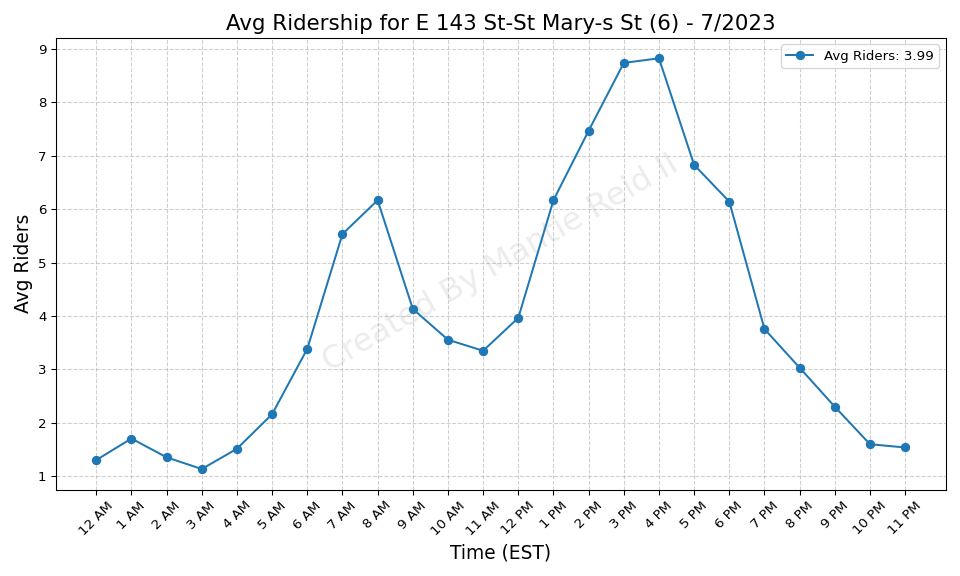 Avg Ridership for E 143 St-St Mary-s St (6) - 7/2023
Avg Riders: 3.99
9
8
7
6
5
4
3
2
1
Avg Riders
Created By Mantie Reid II
12 AM
1 AM
2 AM
3 AM
4 AM
5 AM
6 AM
7 AM
8 AM
9 AM
10 AM
11 AM
12 PM
1 PM
2 PM
3 PM
4 PM
5 PM
6 PM
7 PM
8 PM
9 PM
10 PM
11 PM
Time (EST)